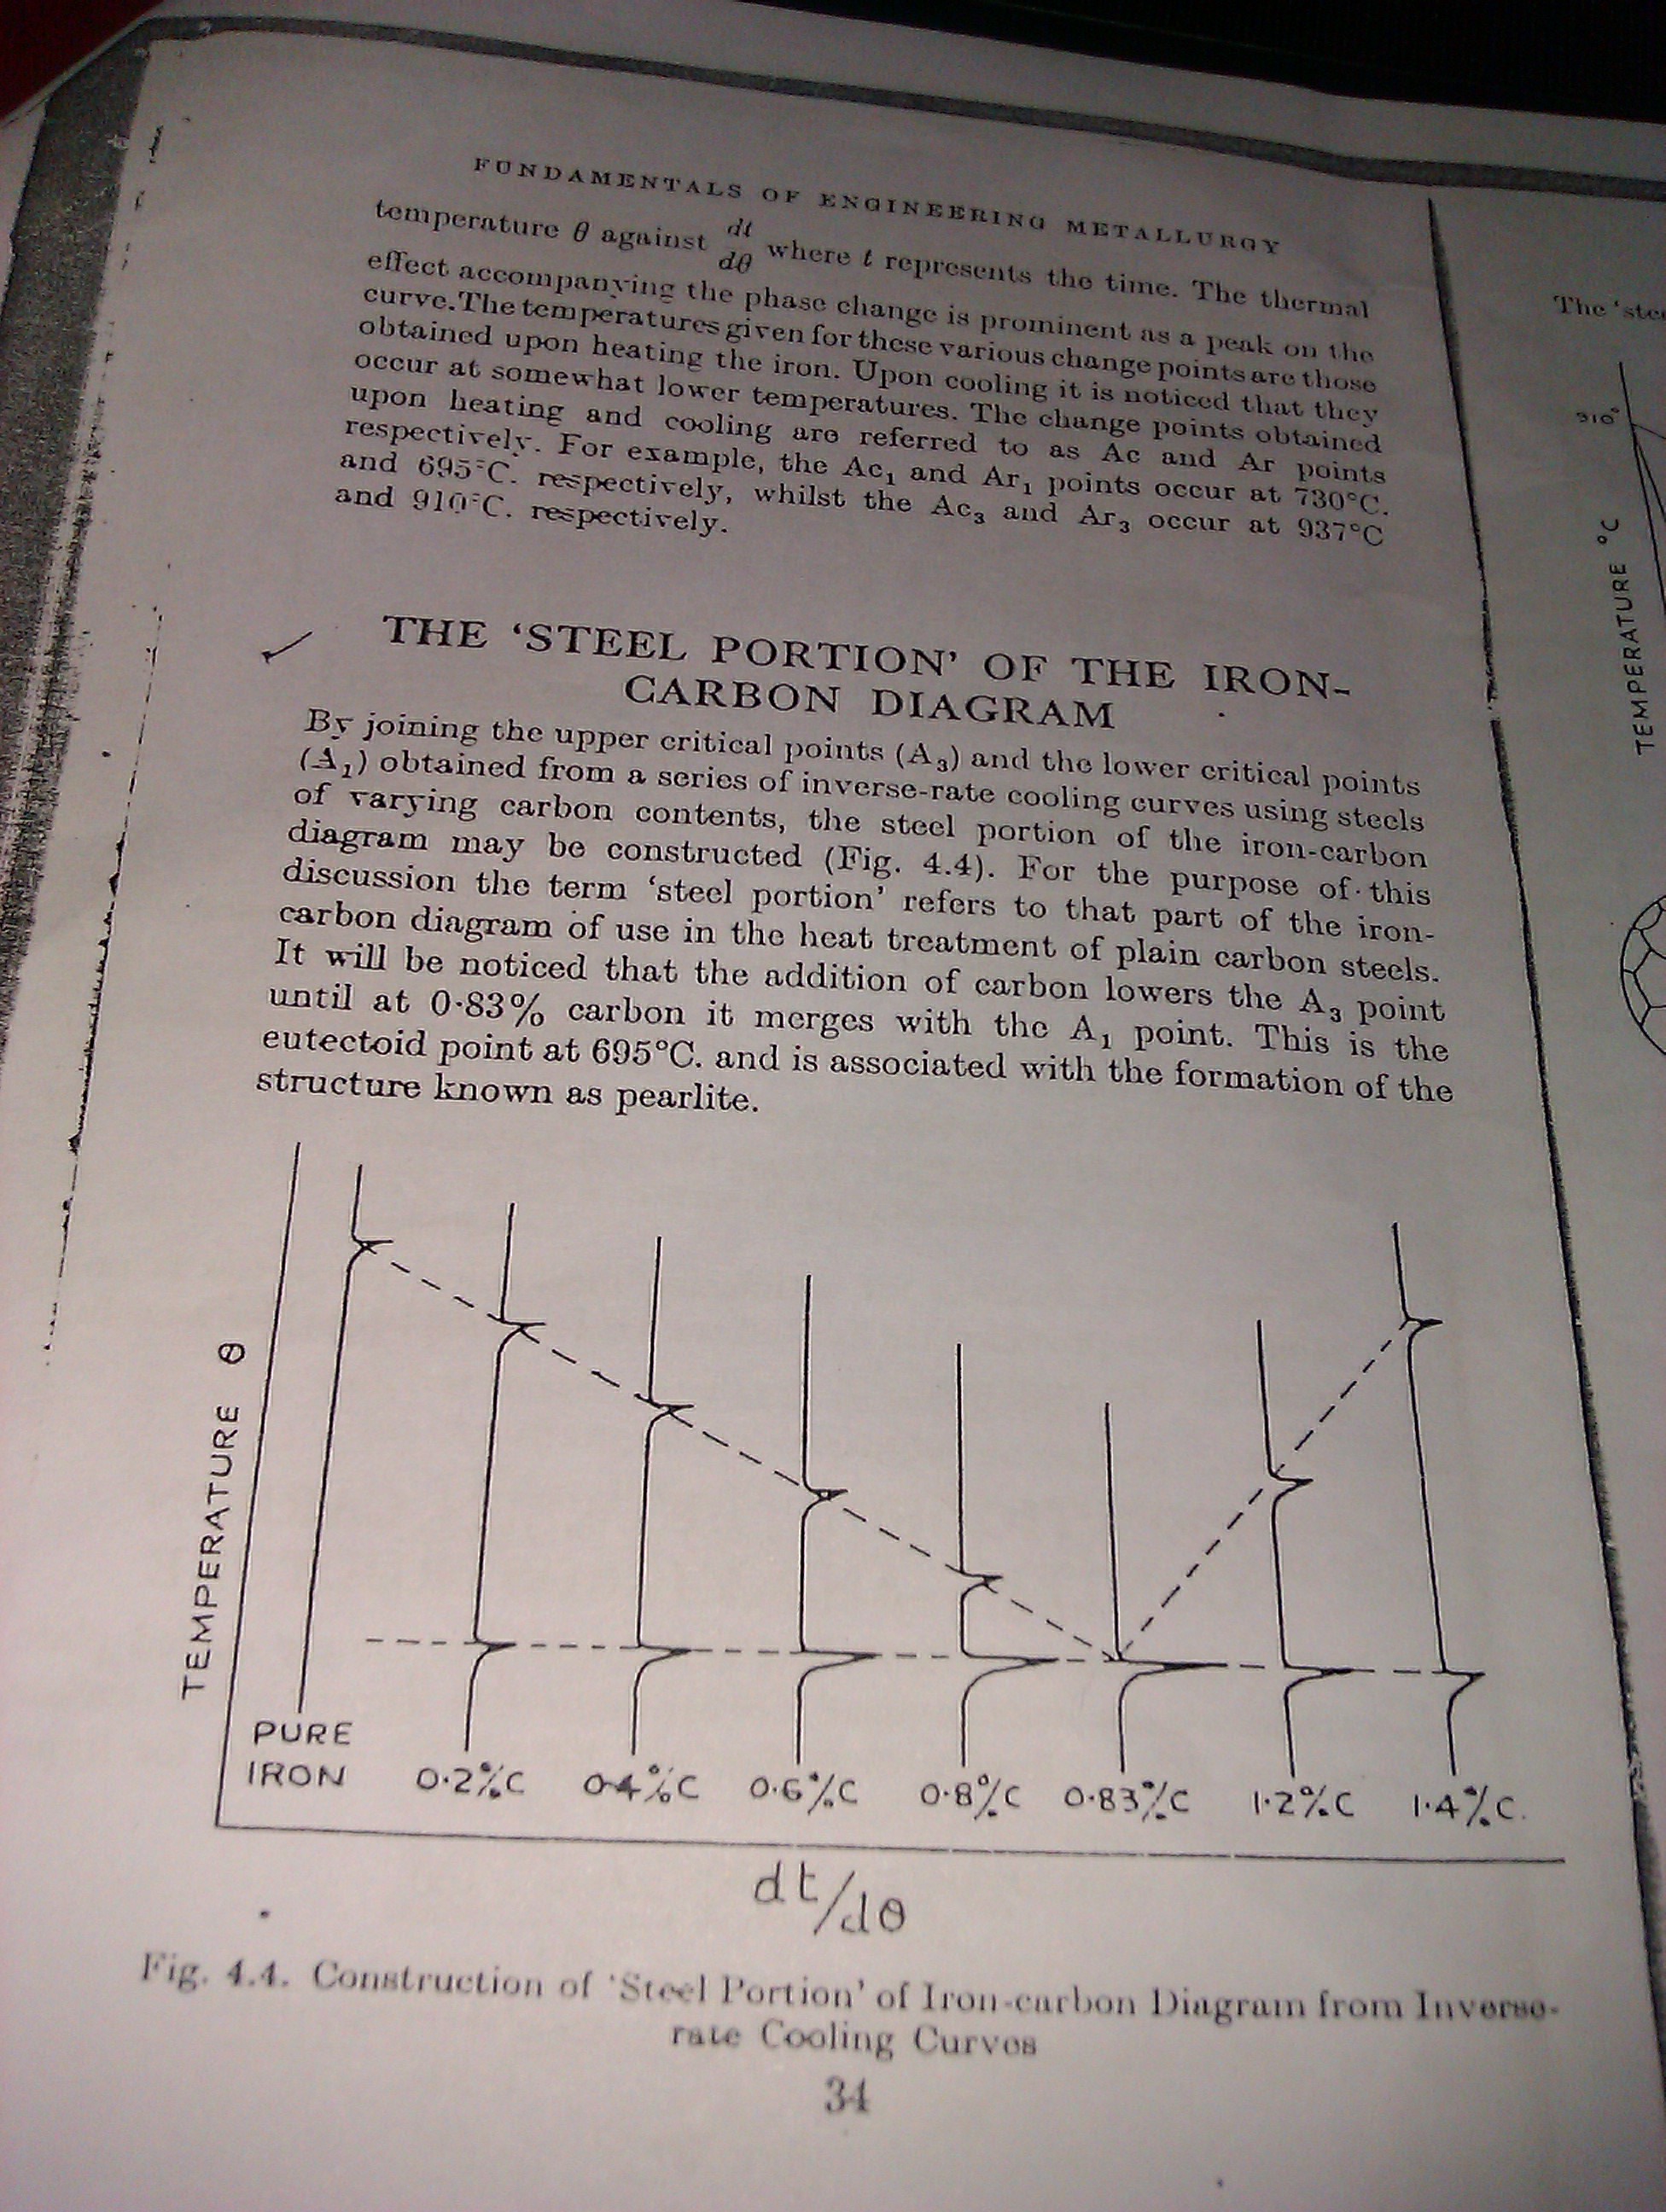 FUNDAMENTALS OF ENGINEERING METALLURGY
temperature θ against dt/dθ where t represents the time. The thermal
effect accompanying the phase change is prominent as a peak on the
curve. The temperatures given for these various change points are those
obtained upon heating the iron. Upon cooling it is noticed that they
occur at somewhat lower temperatures. The change points obtained
upon heating and cooling are referred to as Ac and Ar points
respectively. For example, the Ac₁ and Ar₁ points occur at 730°C.
and 695°C. respectively, whilst the Ac₃ and Ar₃ occur at 937°C
and 910°C. respectively.
THE ‘STEEL PORTION’ OF THE IRON-
CARBON DIAGRAM
By joining the upper critical points (A₃) and the lower critical points
(A₁) obtained from a series of inverse-rate cooling curves using steels
of varying carbon contents, the steel portion of the iron-carbon
diagram may be constructed (Fig. 4.4). For the purpose of this
discussion the term ‘steel portion’ refers to that part of the iron-
carbon diagram of use in the heat treatment of plain carbon steels.
It will be noticed that the addition of carbon lowers the A₃ point
until at 0·83% carbon it merges with the A₁ point. This is the
eutectoid point at 695°C. and is associated with the formation of the
structure known as pearlite.
TEMPERATURE θ
PURE
IRON
0·2%C
0·4%C
0·6%C
0·8%C
0·83%C
1·2%C
1·4%C.
dt/dθ
Fig. 4.4. Construction of ‘Steel Portion’ of Iron-carbon Diagram from Inverse-
rate Cooling Curves
34
The
910°
TEMPERATURE °C